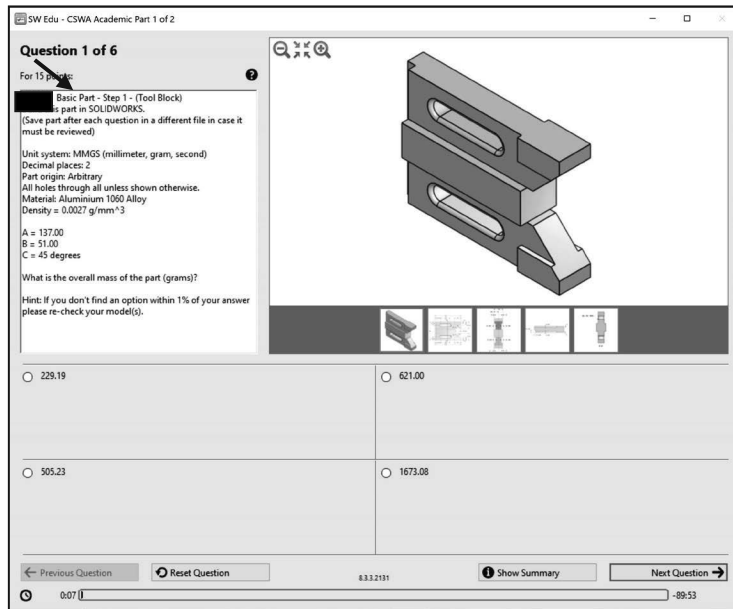 SW Edu - CSWA Academic Part 1 of 2
Question 1 of 6
For 15 points:
Basic Part - Step 1 - (Tool Block)
is part in SOLIDWORKS.
(Save part after each question in a different file in case it
must be reviewed)
Unit system: MMGS (millimeter, gram, second)
Decimal places: 2
Part origin: Arbitrary
All holes through all unless shown otherwise.
Material: Aluminium 1060 Alloy
Density = 0.0027 g/mm^3
A = 137.00
B = 51.00
C = 45 degrees
What is the overall mass of the part (grams)?
Hint: If you don't find an option within 1% of your answer
please re-check your model(s).
229.19
621.00
505.23
1673.08
Previous Question
Reset Question
8.3.3.2131
Show Summary
Next Question
0:07
-89:53